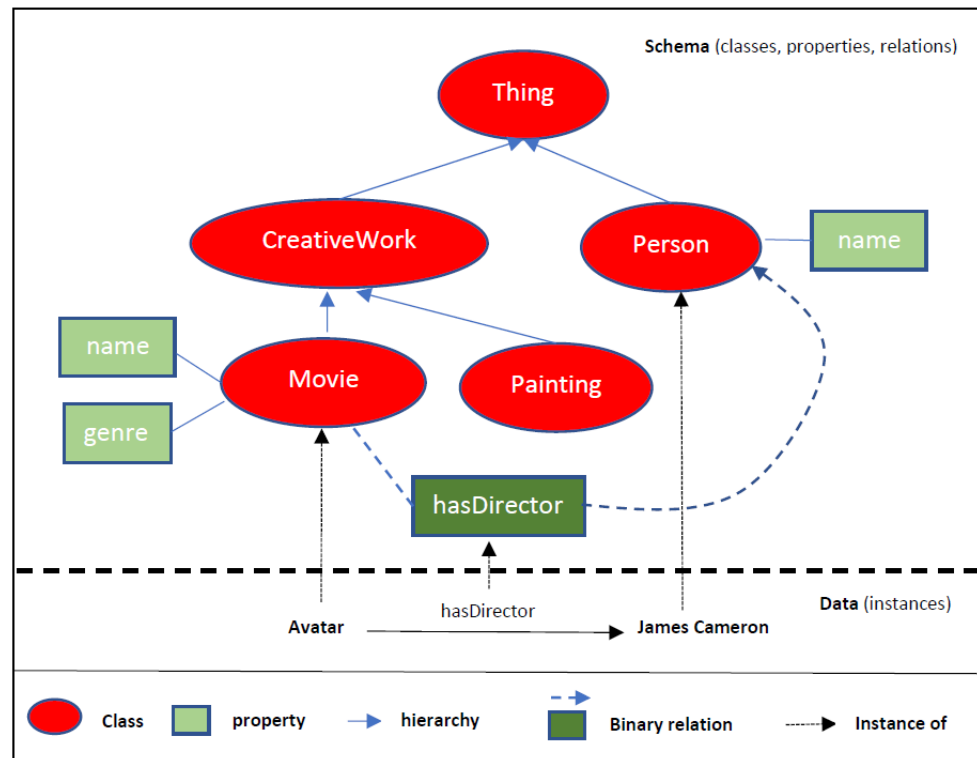 Schema (classes, properties, relations)
Thing
CreativeWork
Person
name
name
Movie
Painting
genre
hasDirector
hasDirector
Data (instances)
Avatar
James Cameron
Class
property
hierarchy
Binary relation
Instance of